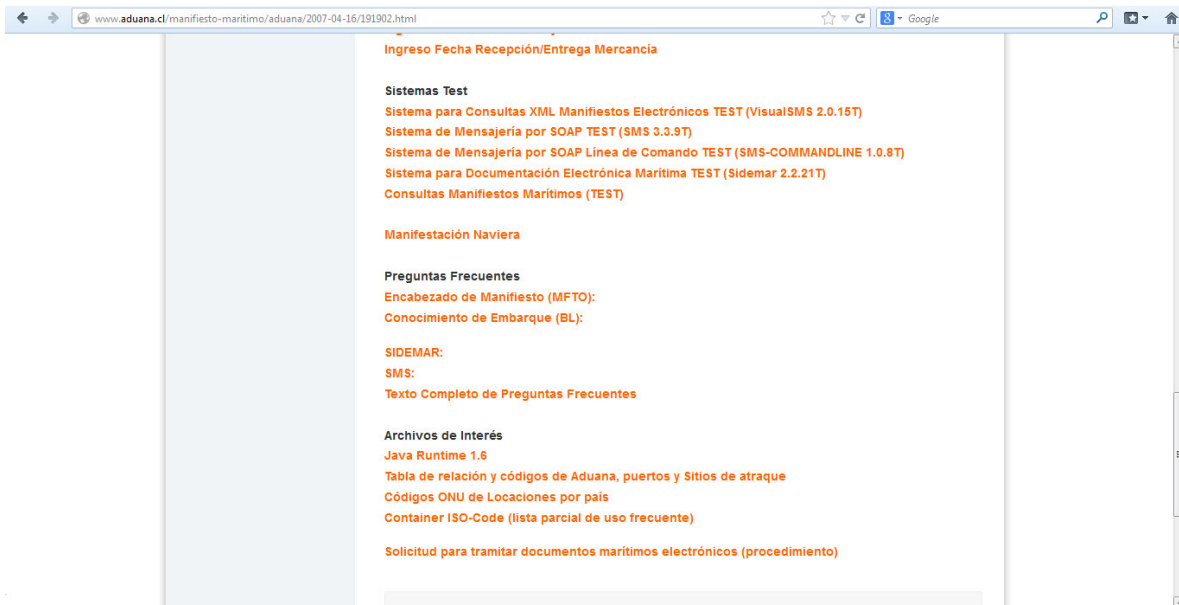 www.aduana.cl/manifiesto-maritimo/aduana/2007-04-16/191902.html
Google
Ingreso Fecha Recepción/Entrega Mercancía
Sistemas Test
Sistema para Consultas XML Manifiestos Electrónicos TEST (VisualSMS 2.0.15T)
Sistema de Mensajería por SOAP TEST (SMS 3.3.9T)
Sistema de Mensajería por SOAP Línea de Comando TEST (SMS-COMMANDLINE 1.0.8T)
Sistema para Documentación Electrónica Marítima TEST (Sidemar 2.2.21T)
Consultas Manifiestos Marítimos (TEST)
Manifestación Naviera
Preguntas Frecuentes
Encabezado de Manifiesto (MFTO):
Conocimiento de Embarque (BL):
SIDEMAR:
SMS:
Texto Completo de Preguntas Frecuentes
Archivos de Interés
Java Runtime 1.6
Tabla de relación y códigos de Aduana, puertos y Sitios de atraque
Códigos ONU de Locaciones por país
Container ISO-Code (lista parcial de uso frecuente)
Solicitud para tramitar documentos marítimos electrónicos (procedimiento)